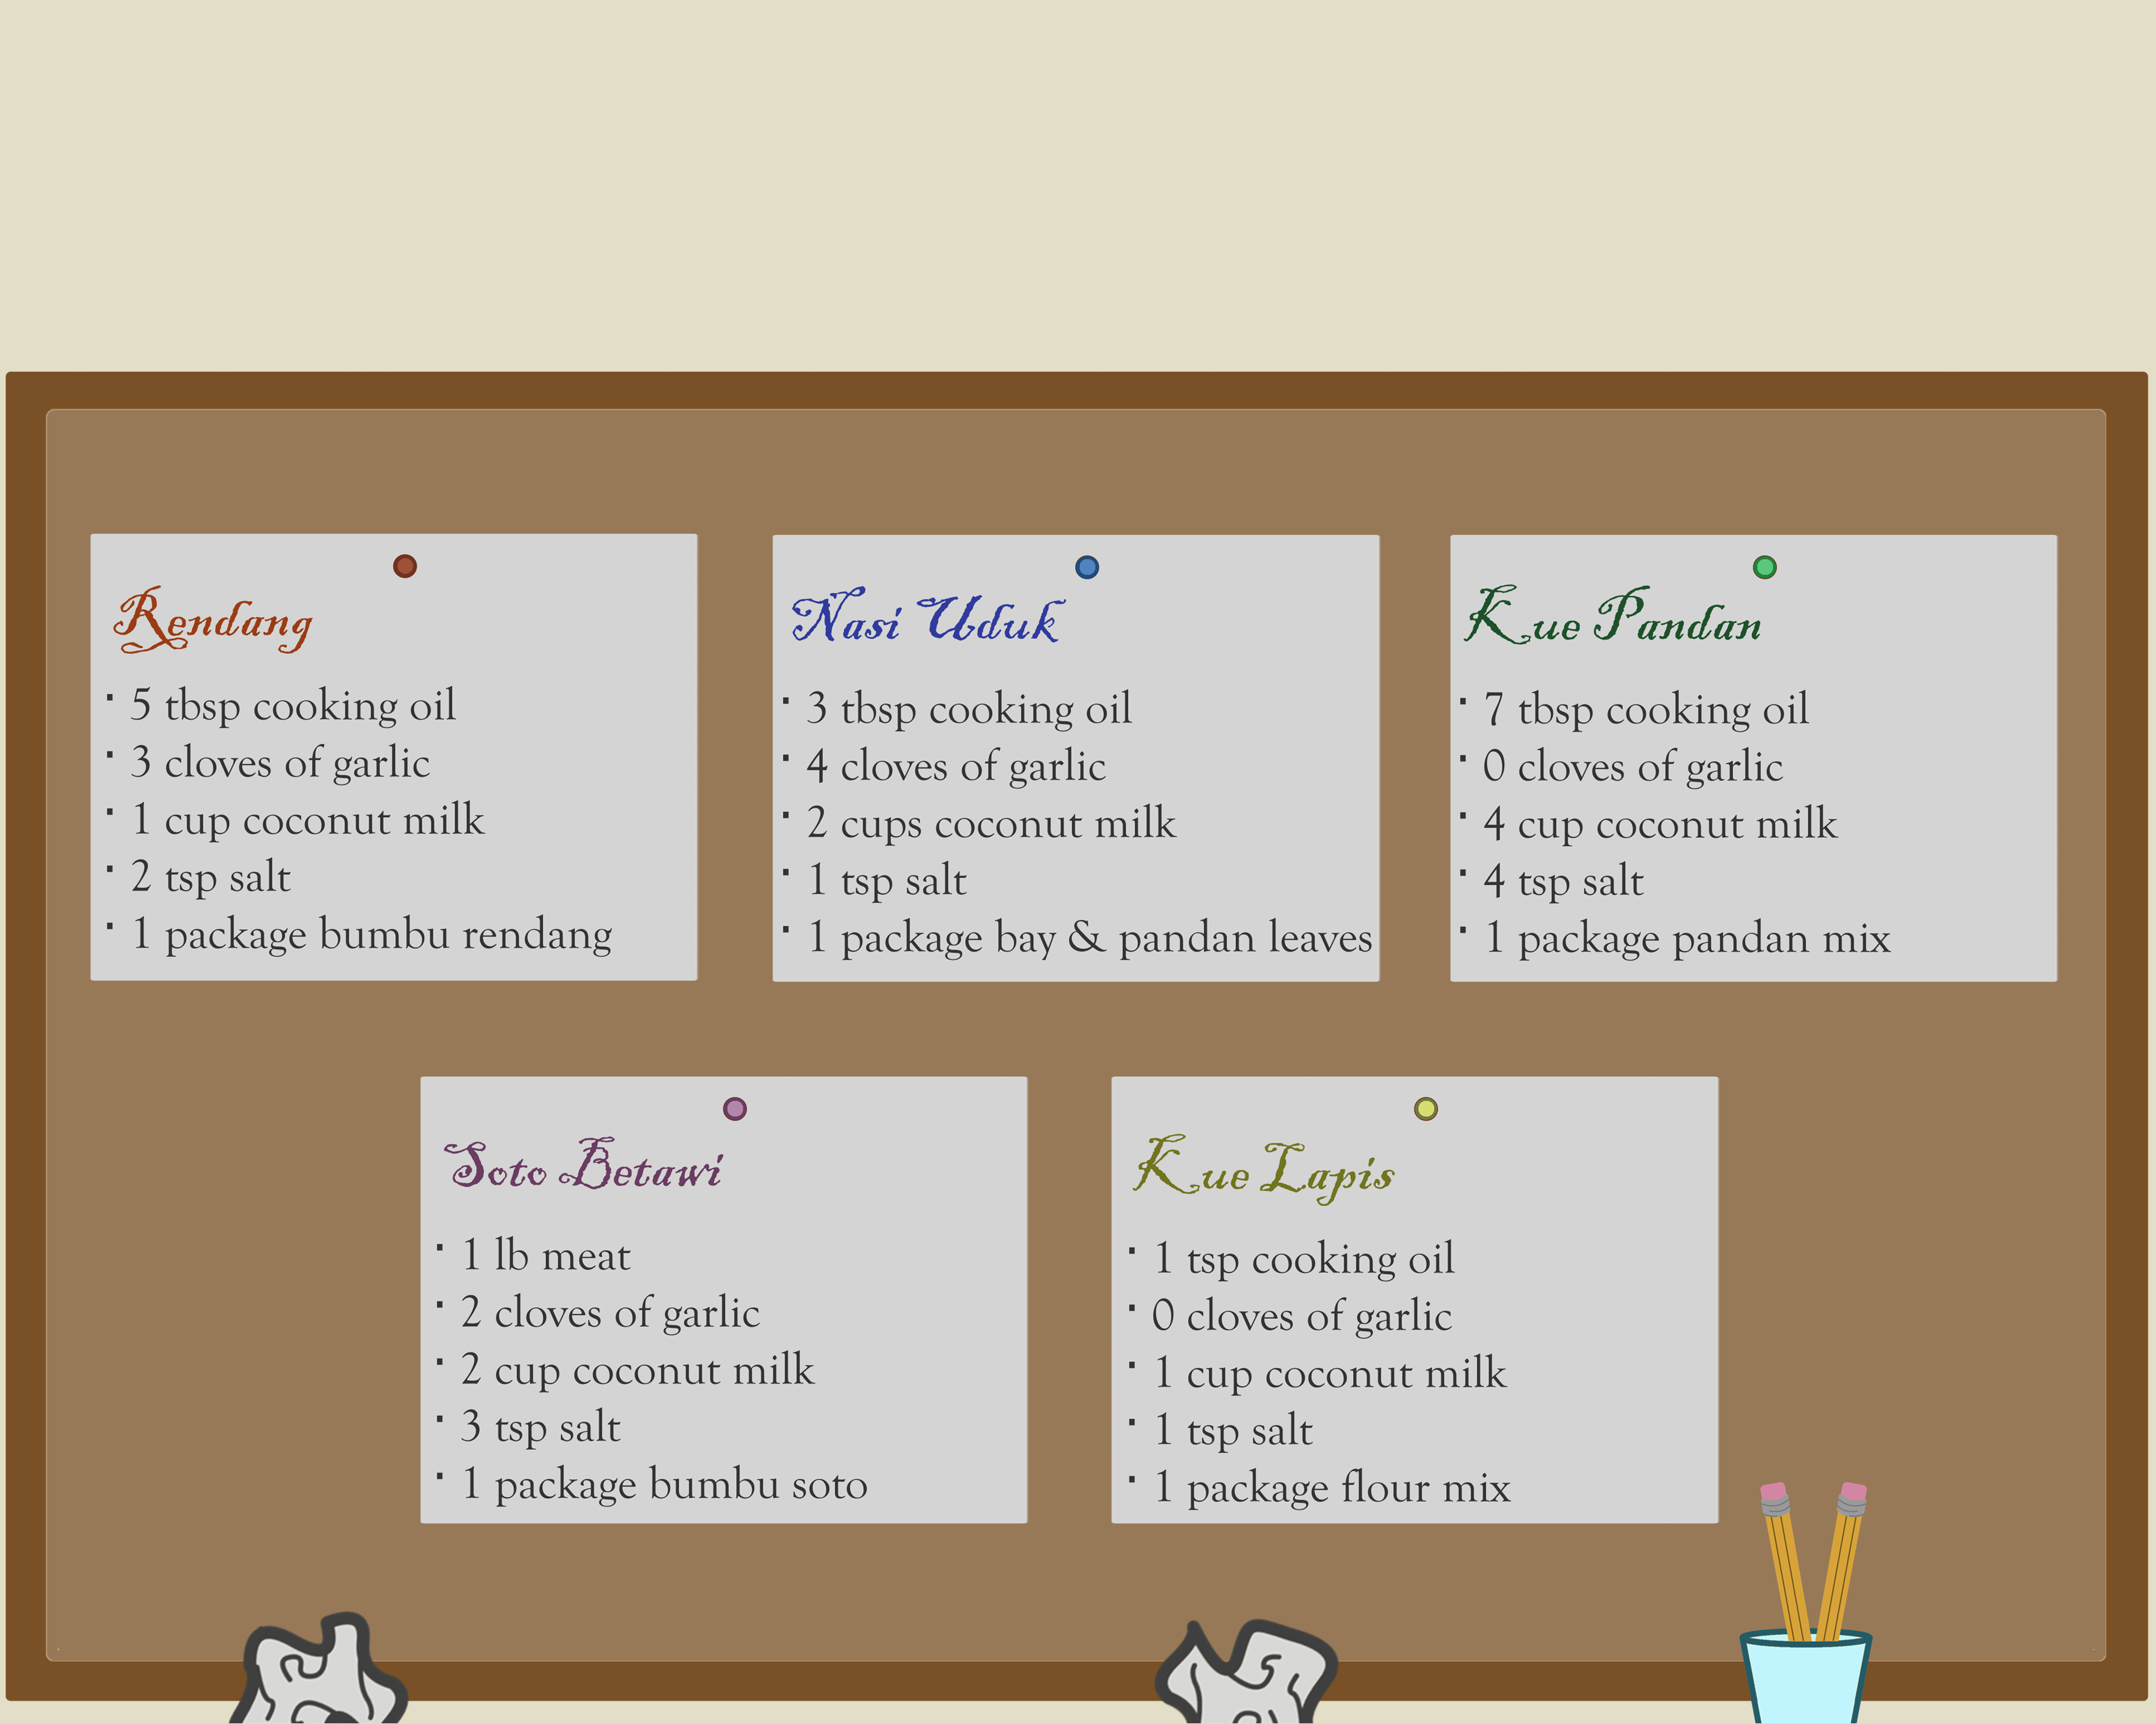 Rendang
· 5 tbsp cooking oil
· 3 cloves of garlic
· 1 cup coconut milk
· 2 tsp salt
· 1 package bumbu rendang
Nasi Uduk
· 3 tbsp cooking oil
· 4 cloves of garlic
· 2 cups coconut milk
· 1 tsp salt
· 1 package bay & pandan leaves
Kue Pandan
· 7 tbsp cooking oil
· 0 cloves of garlic
· 4 cup coconut milk
· 4 tsp salt
· 1 package pandan mix
Soto Betawi
· 1 lb meat
· 2 cloves of garlic
· 2 cup coconut milk
· 3 tsp salt
· 1 package bumbu soto
Kue Lapis
· 1 tsp cooking oil
· 0 cloves of garlic
· 1 cup coconut milk
· 1 tsp salt
· 1 package flour mix